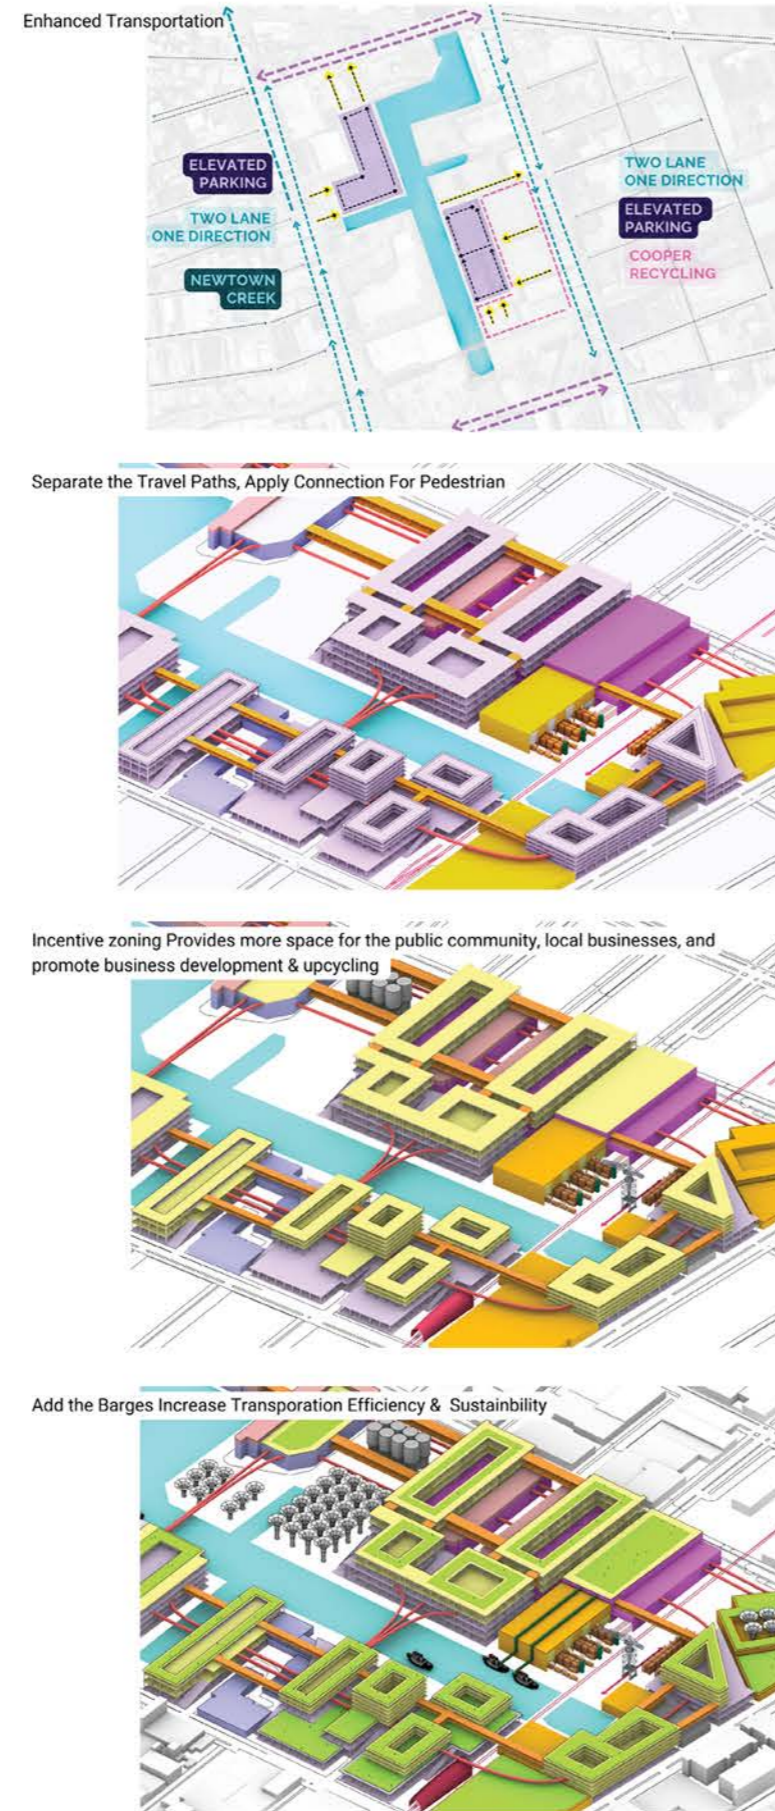 Enhanced Transportation
ELEVATED
PARKING
TWO LANE
ONE DIRECTION
NEWTOWN
CREEK
TWO LANE
ONE DIRECTION
ELEVATED
PARKING
COOPER
RECYCLING
Separate the Travel Paths, Apply Connection For Pedestrian
Incentive zoning Provides more space for the public community, local businesses, and
promote business development & upcycling
Add the Barges Increase Transporation Efficiency & Sustainbility